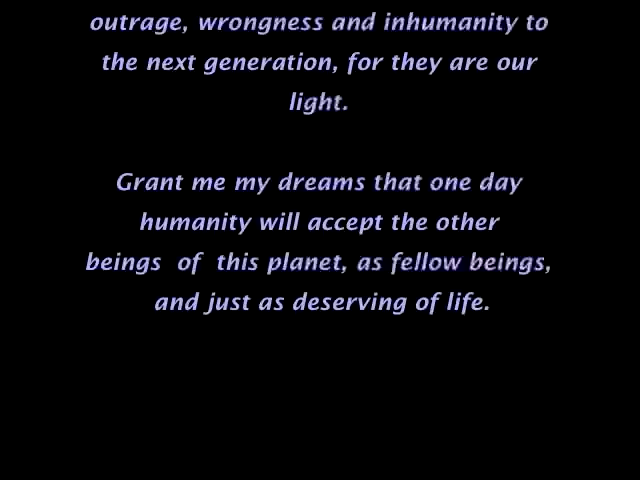 outrage, wrongness and inhumanity to
the next generation, for they are our
light.
Grant me my dreams that one day
humanity will accept the other
beings  of  this planet, as fellow beings,
and just as deserving of life.